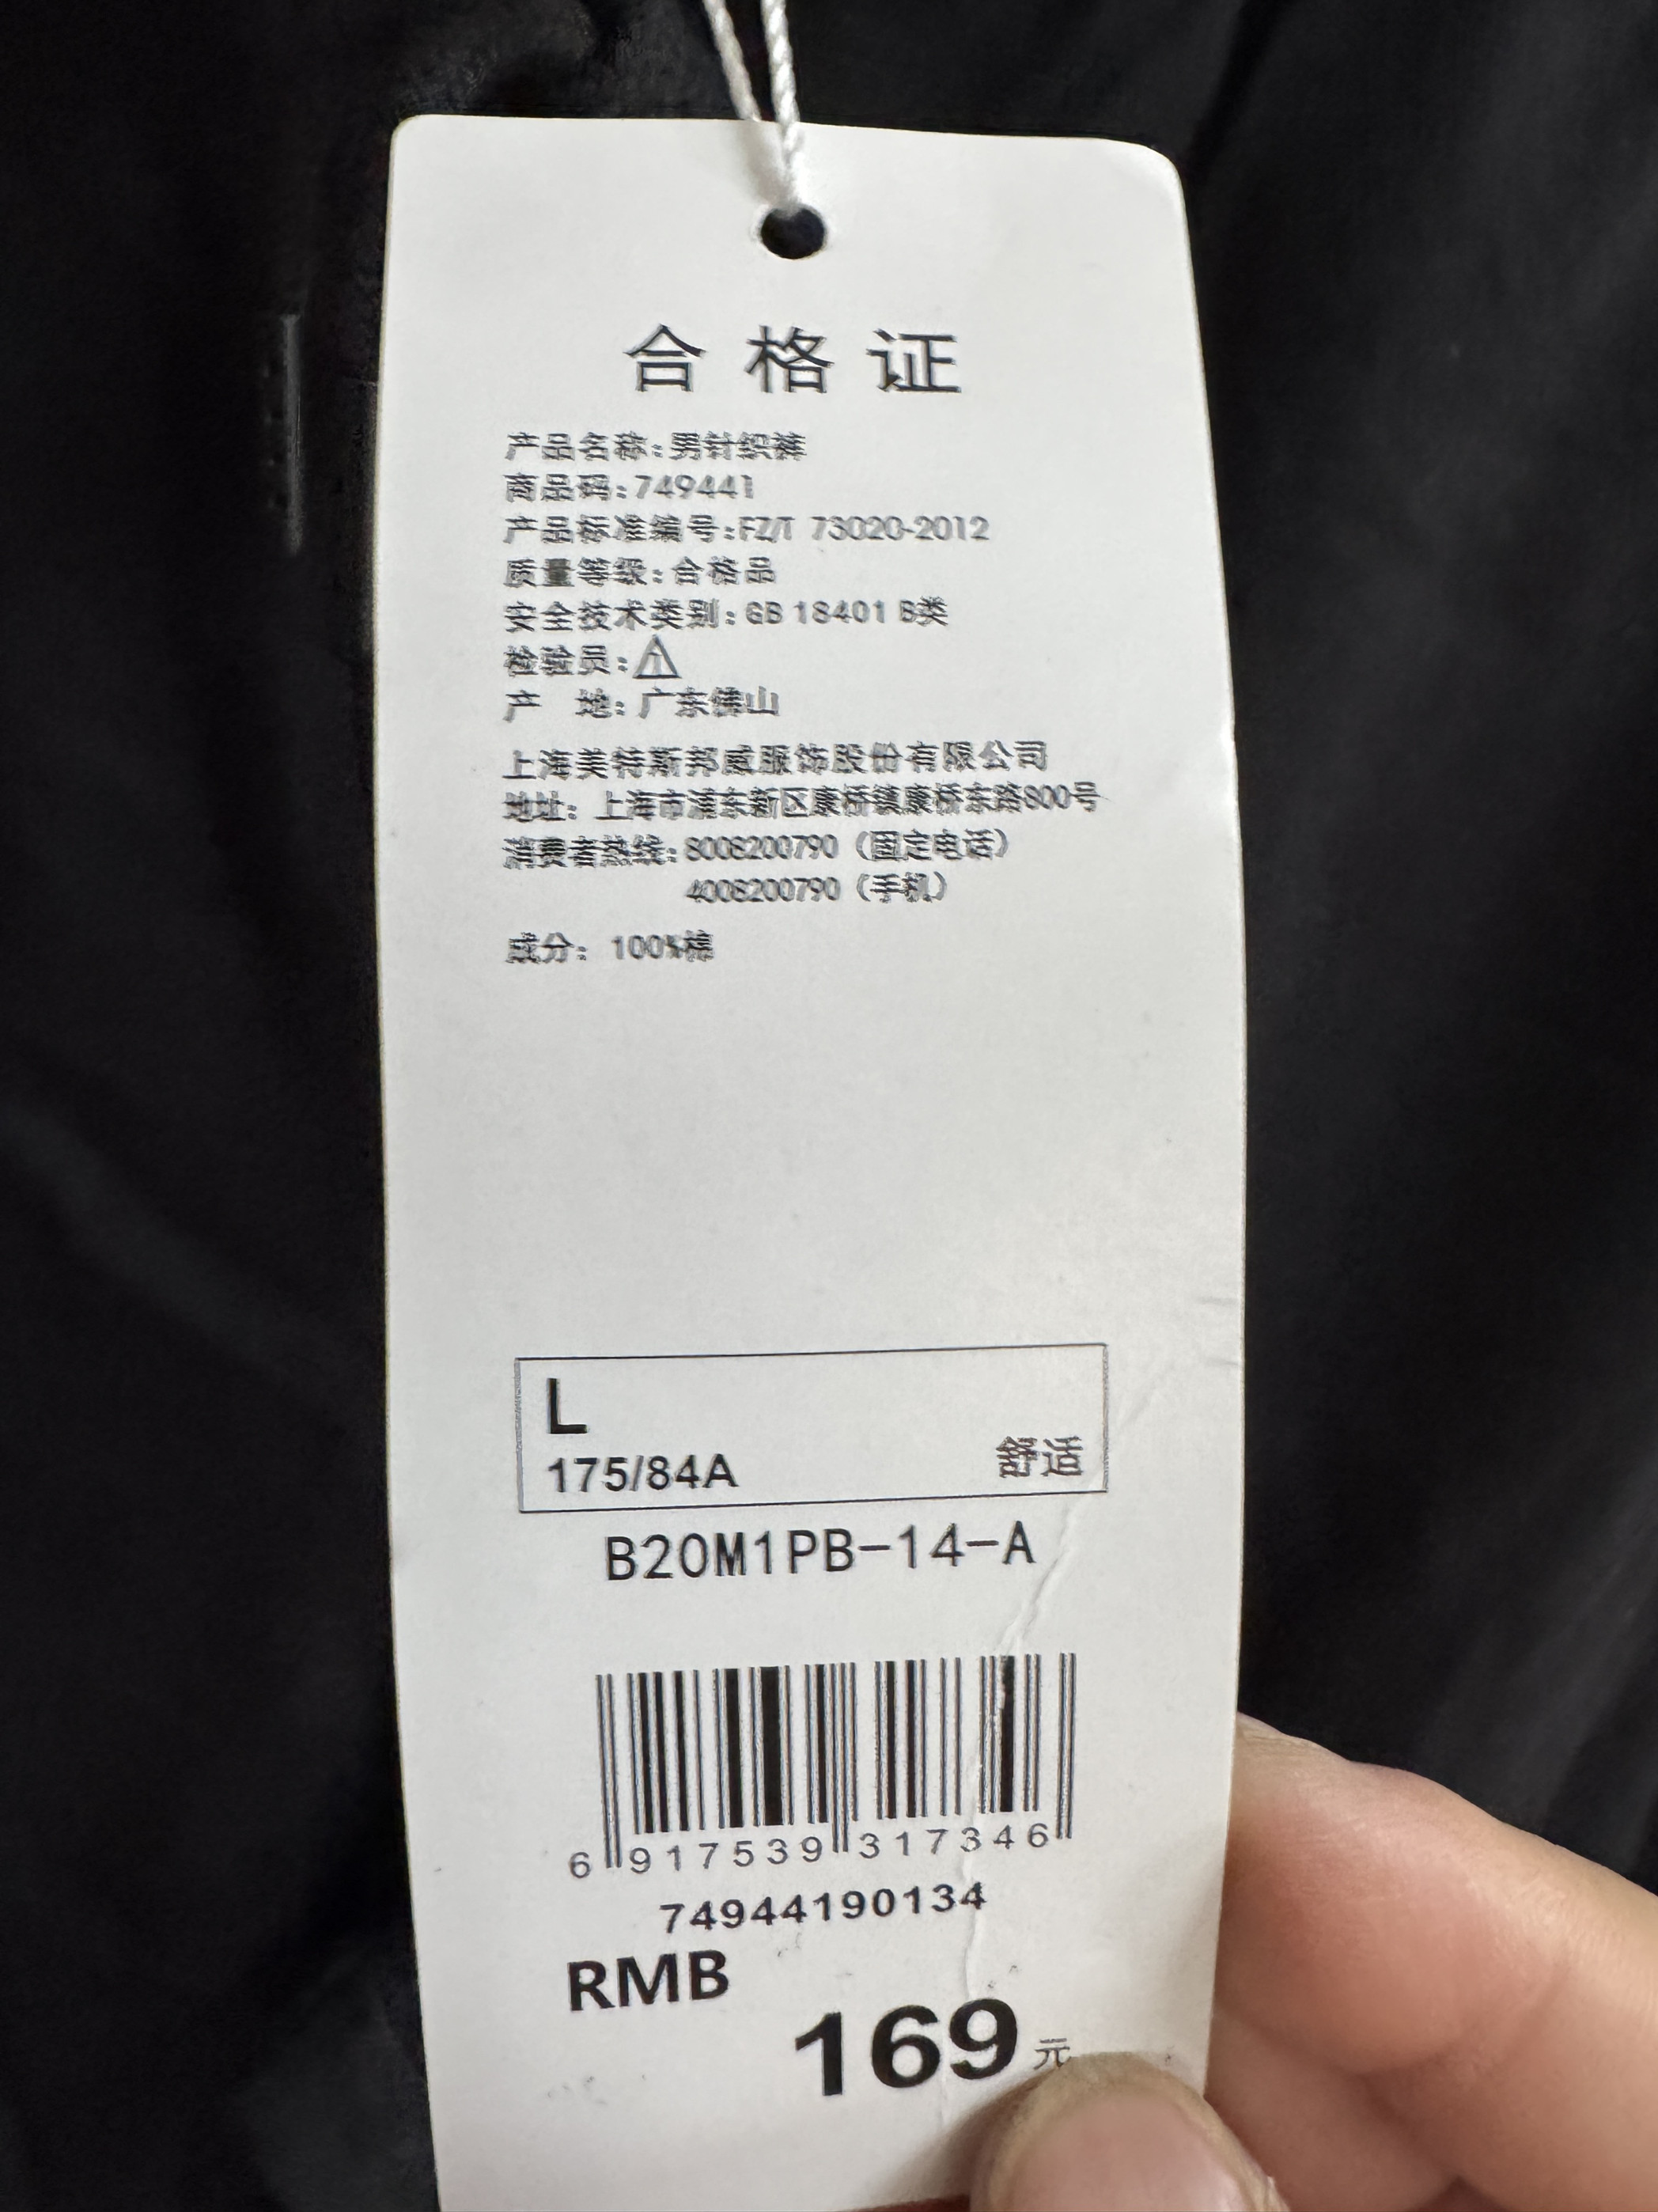 合格证
产品名称:男针织裤
商品码:749441
产品标准编号:FZ/T 73020-2012
质量等级:合格品
安全技术类别:GB 18401 B类
检验员:
产 地:广东佛山
上海美特斯邦威服饰股份有限公司
地址: 上海市浦东新区康桥镇康桥东路800号
消费者热线:8008200790(固定电话)
4008200790(手机)
成分: 100%棉
L
175/84A 舒适
B20M1PB-14-A
6 917539 317346
74944190134
RMB
169元